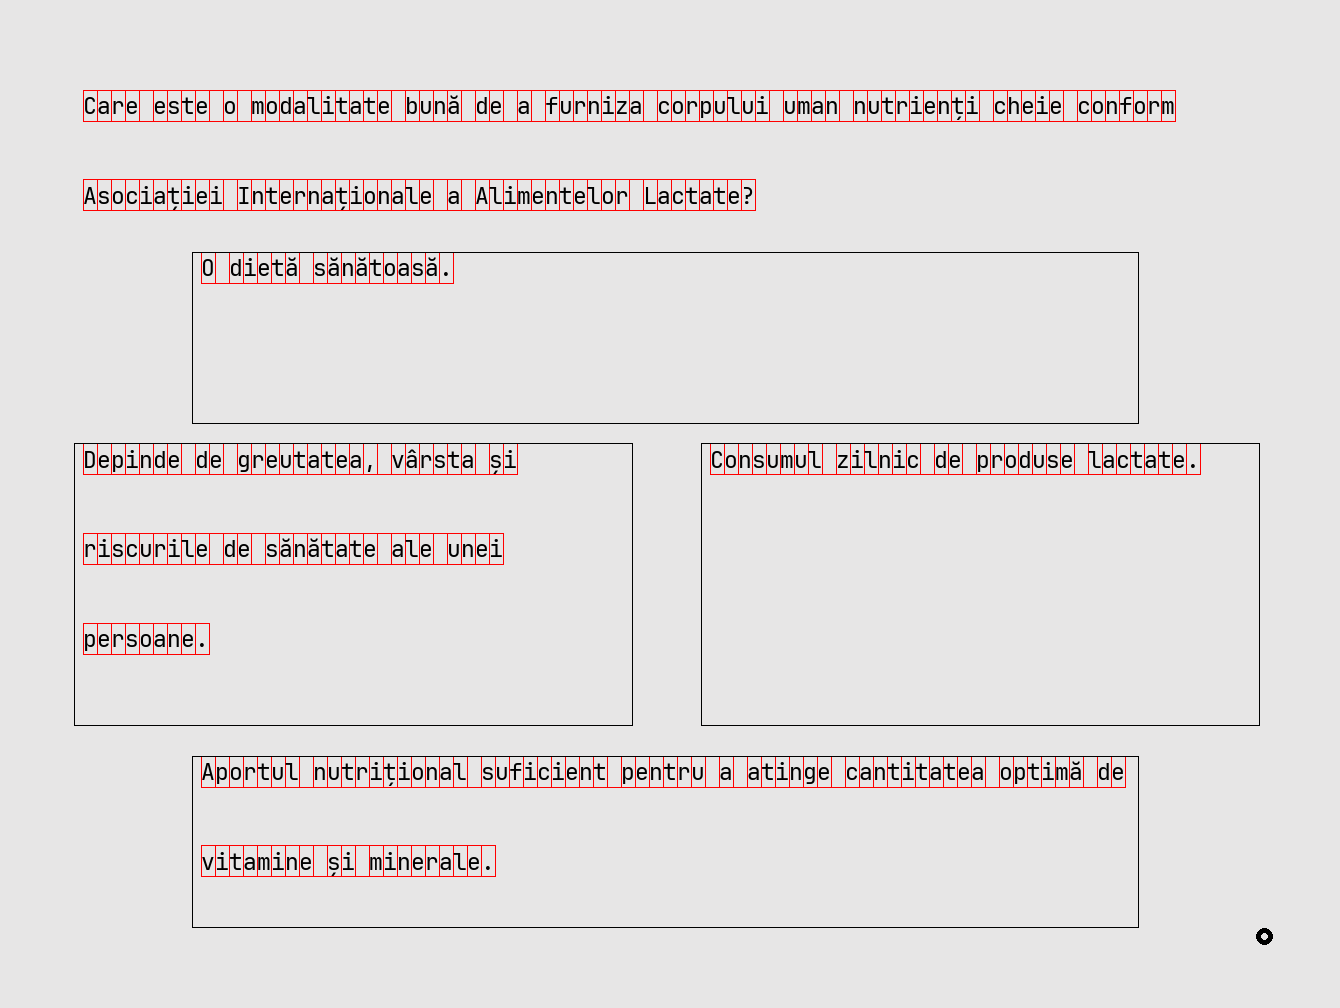 Care este o modalitate bună de a furniza corpului uman nutrienți cheie conform
Asociației Internaționale a Alimentelor Lactate?
O dietă sănătoasă.
Depinde de greutatea, vârsta și
riscurile de sănătate ale unei
persoane.
Consumul zilnic de produse lactate.
Aportul nutrițional suficient pentru a atinge cantitatea optimă de
vitamine și minerale.